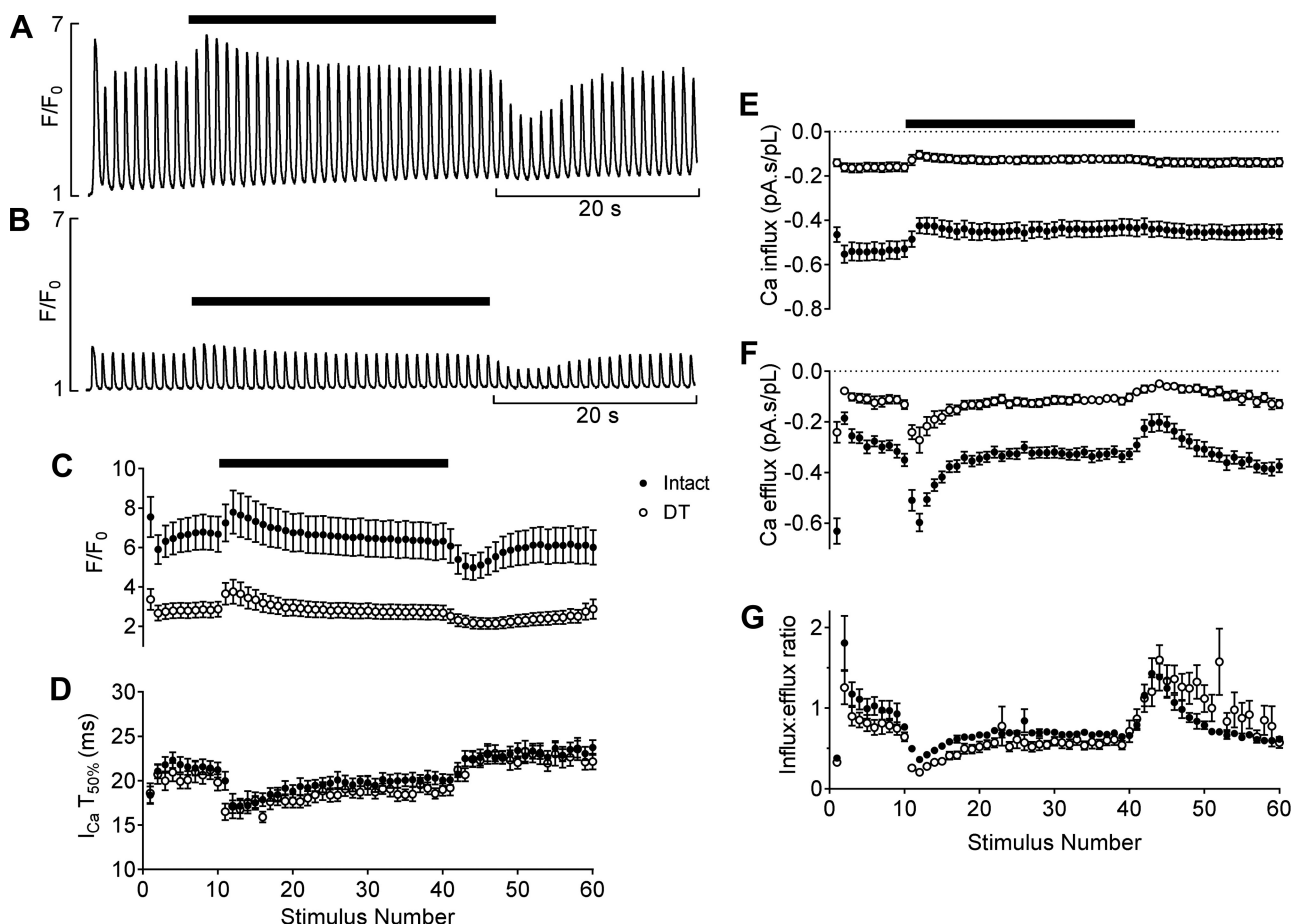 A
7
F/F0
1
20 s
B
7
F/F0
1
20 s
C
10
8
6
4
2
F/F0
Intact
DT
D
30
25
20
15
10
ICa T50% (ms)
0
10
20
30
40
50
60
Stimulus Number
E
0.0
-0.2
-0.4
-0.6
-0.8
Ca influx (pA.s/pL)
F
0.0
-0.2
-0.4
-0.6
Ca efflux (pA.s/pL)
G
2
1
0
Influx:efflux ratio
0
10
20
30
40
50
60
Stimulus Number